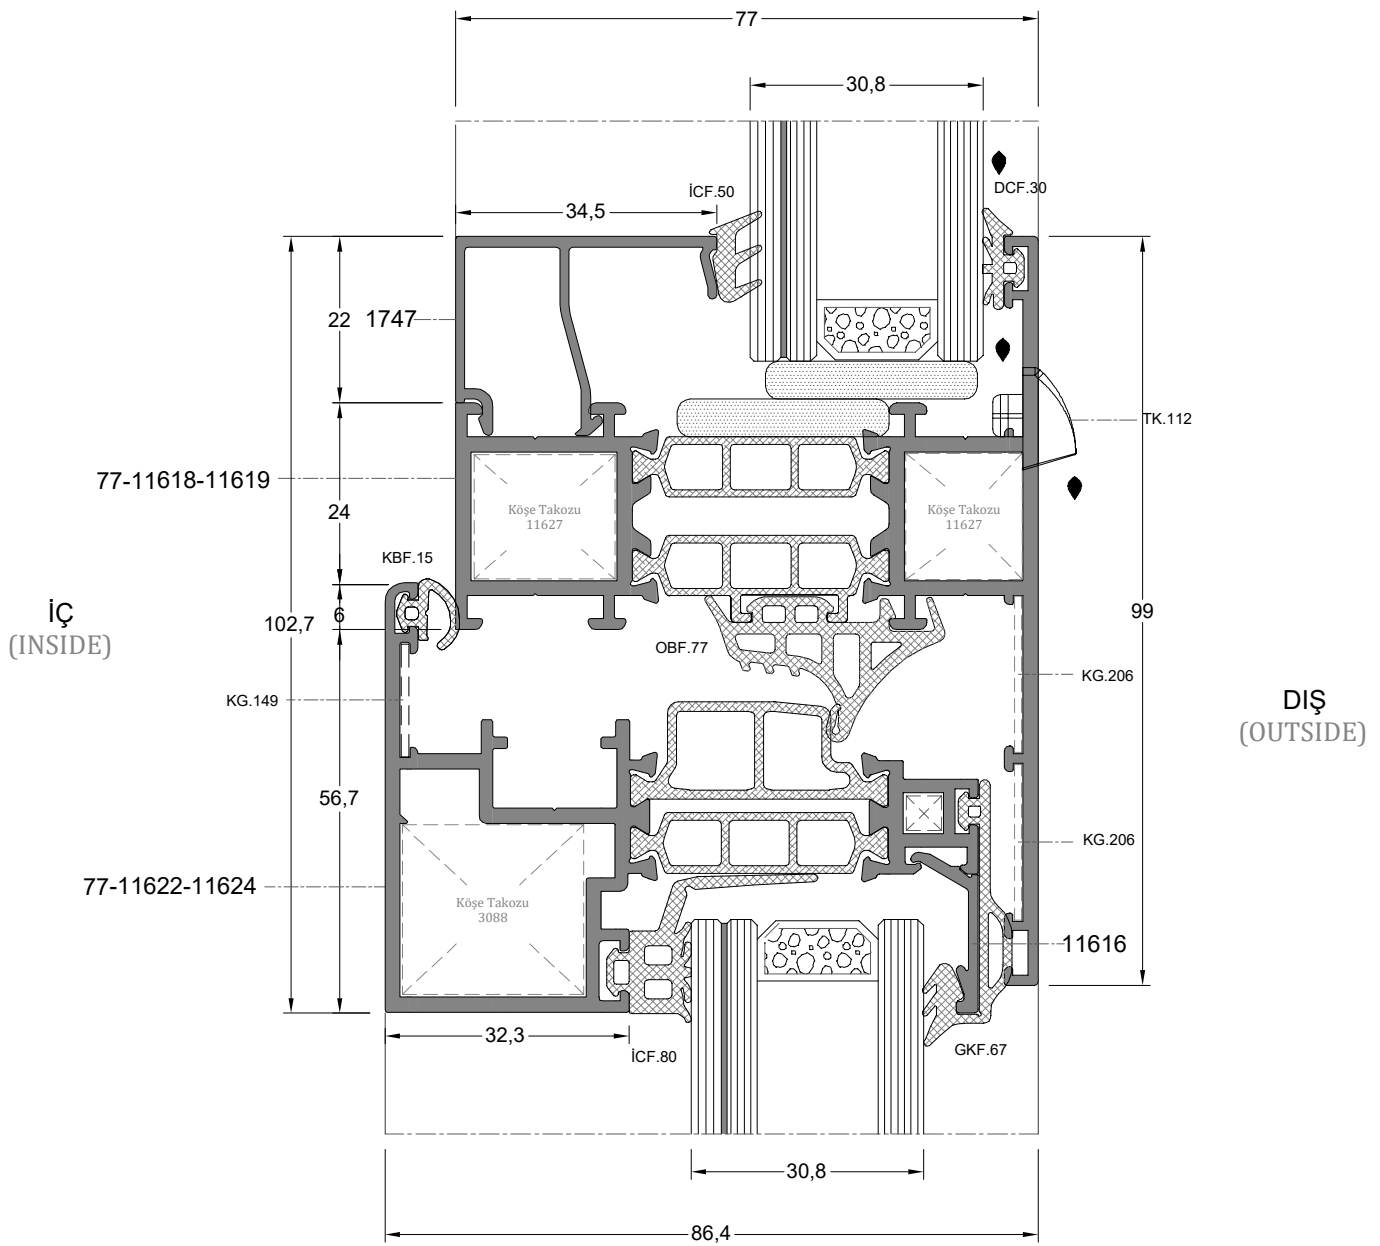 77
30,8
İCF.50
DCF.30
34,5
22
1747
TK.112
77-11618-11619
Köşe Takozu
11627
Köşe Takozu
11627
24
KBF.15
İÇ
(INSIDE)
102,7
6
99
OBF.77
KG.149
KG.206
DIŞ
(OUTSIDE)
56,7
KG.206
77-11622-11624
Köşe Takozu
3088
11616
32,3
İCF.80
GKF.67
30,8
86,4